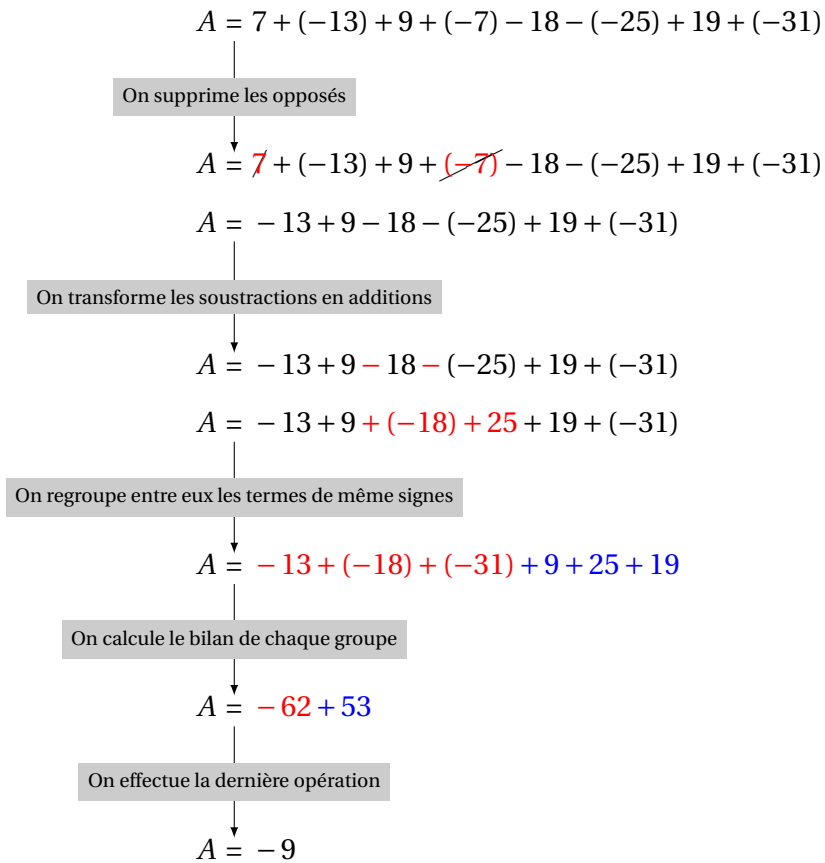 A = 7 + (−13) + 9 + (−7) − 18 − (−25) + 19 + (−31)
On supprime les opposés
A = 7 + (−13) + 9 + (−7) − 18 − (−25) + 19 + (−31)
A = − 13 + 9 − 18 − (−25) + 19 + (−31)
On transforme les soustractions en additions
A = − 13 + 9 − 18 − (−25) + 19 + (−31)
A = − 13 + 9 + (−18) + 25 + 19 + (−31)
On regroupe entre eux les termes de même signes
A = − 13 + (−18) + (−31) + 9 + 25 + 19
On calcule le bilan de chaque groupe
A = − 62 + 53
On effectue la dernière opération
A = − 9